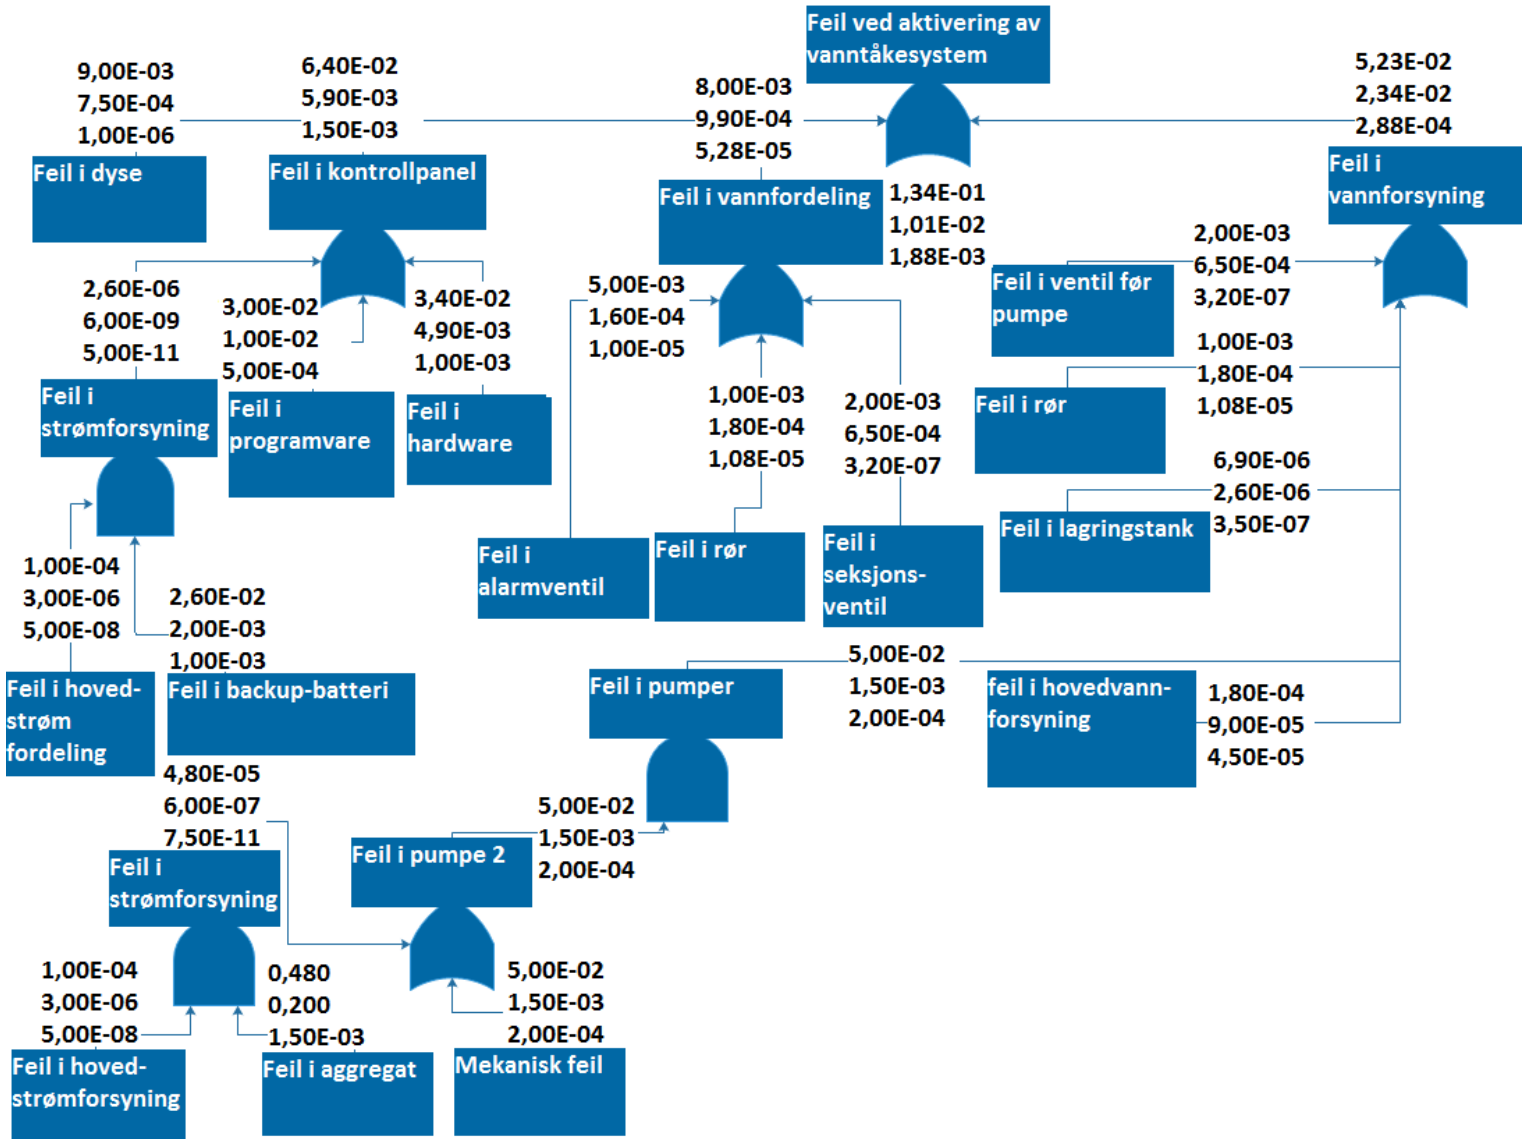 Feil ved aktivering av
vanntåkesystem
9,00E-03
7,50E-04
1,00E-06
6,40E-02
5,90E-03
1,50E-03
8,00E-03
9,90E-04
5,28E-05
5,23E-02
2,34E-02
2,88E-04
Feil i dyse
Feil i kontrollpanel
Feil i vannfordeling
1,34E-01
1,01E-02
1,88E-03
Feil i
vannforsyning
2,60E-06
6,00E-09
5,00E-11
3,00E-02
1,00E-02
5,00E-04
3,40E-02
4,90E-03
1,00E-03
5,00E-03
1,60E-04
1,00E-05
Feil i ventil før
pumpe
2,00E-03
6,50E-04
3,20E-07
Feil i
strømforsyning
Feil i
programvare
Feil i
hardware
1,00E-03
1,80E-04
1,08E-05
2,00E-03
6,50E-04
3,20E-07
Feil i rør
1,00E-03
1,80E-04
1,08E-05
Feil i lagringstank
6,90E-06
2,60E-06
3,50E-07
Feil i
alarmventil
Feil i rør
Feil i
seksjons-
ventil
1,00E-04
3,00E-06
5,00E-08
2,60E-02
2,00E-03
1,00E-03
Feil i hoved-
strøm
fordeling
Feil i backup-batteri
Feil i pumper
5,00E-02
1,50E-03
2,00E-04
feil i hovedvann-
forsyning
1,80E-04
9,00E-05
4,50E-05
4,80E-05
6,00E-07
7,50E-11
Feil i
strømforsyning
Feil i pumpe 2
5,00E-02
1,50E-03
2,00E-04
1,00E-04
3,00E-06
5,00E-08
0,480
0,200
1,50E-03
5,00E-02
1,50E-03
2,00E-04
Feil i hoved-
strømforsyning
Feil i aggregat
Mekanisk feil